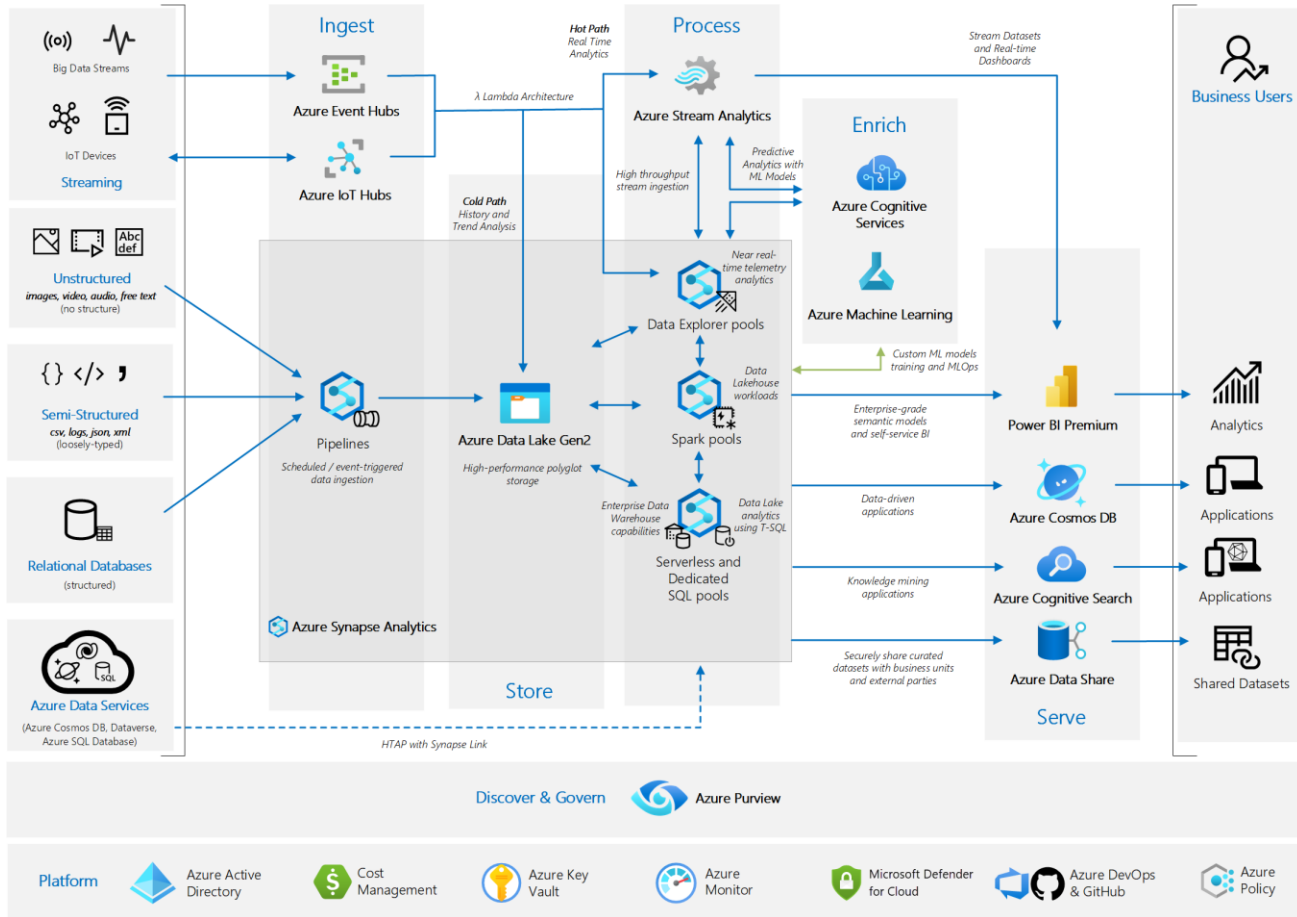 Ingest
Process
Hot Path
Real Time
Analytics
Stream Datasets
and Real-time
Dashboards
Big Data Streams
IoT Devices
Streaming
Azure Event Hubs
Azure IoT Hubs
λ Lambda Architecture
Azure Stream Analytics
Business Users
Enrich
Predictive
Analytics with
ML Models
High throughput
stream ingestion
Azure Cognitive
Services
Azure Machine Learning
Cold Path
History and
Trend Analysis
Abc
def
Unstructured
images, video, audio, free text
(no structure)
Near real-
time telemetry
analytics
Data Explorer pools
Custom ML models
training and MLOps
{} </> ,
Semi-Structured
csv, logs, json, xml
(loosely-typed)
Pipelines
Scheduled / event-triggered
data ingestion
Azure Data Lake Gen2
High-performance polyglot
storage
Data
Lakehouse
workloads
Spark pools
Enterprise-grade
semantic models
and self-service BI
Power BI Premium
Analytics
Enterprise Data
Warehouse
capabilities
Data Lake
analytics
using T-SQL
Serverless and
Dedicated
SQL pools
Data-driven
applications
Azure Cosmos DB
Applications
Relational Databases
(structured)
Knowledge mining
applications
Azure Cognitive Search
Applications
Azure Synapse Analytics
Securely share curated
datasets with business units
and external parties
Azure Data Share
Shared Datasets
Store
Serve
SQL
Azure Data Services
(Azure Cosmos DB, Dataverse,
Azure SQL Database)
HTAP with Synapse Link
Discover & Govern
Azure Purview
Platform
Azure Active
Directory
Cost
Management
Azure Key
Vault
Azure
Monitor
Microsoft Defender
for Cloud
Azure DevOps
& GitHub
Azure
Policy